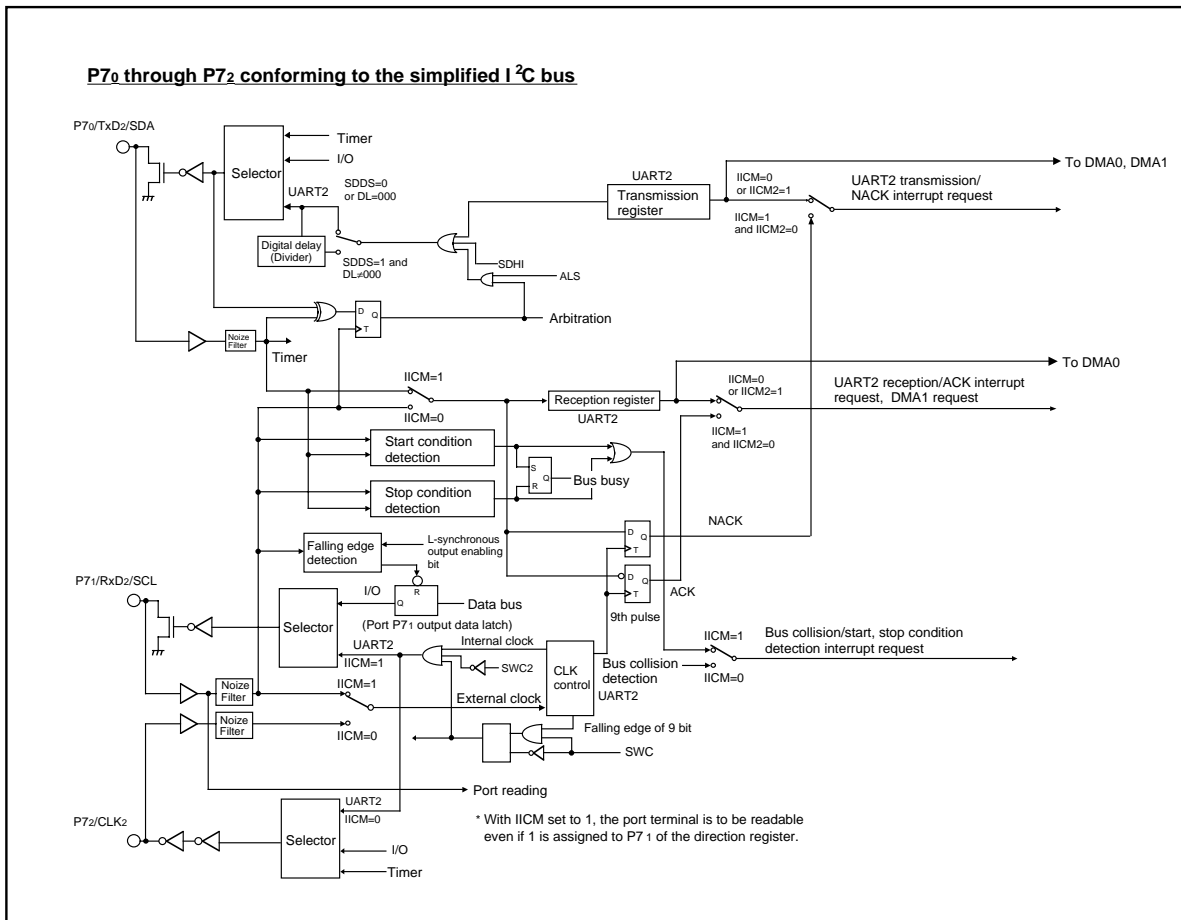 P70 through P72 conforming to the simplified I 2C bus
P70/TxD2/SDA
Timer
I/O
Selector
UART2
SDDS=0
or DL=000
Digital delay
(Divider)
SDDS=1 and
DL≠000
SDHI
ALS
UART2
Transmission
register
IICM=0
or IICM2=1
IICM=1
and IICM2=0
To DMA0, DMA1
UART2 transmission/
NACK interrupt request
D
Q
T
Arbitration
Noize
Filter
Timer
IICM=1
IICM=0
Reception register
UART2
To DMA0
IICM=0
or IICM2=1
IICM=1
and IICM2=0
UART2 reception/ACK interrupt
request, DMA1 request
Start condition
detection
S
Q
R
Bus busy
Stop condition
detection
NACK
D
Q
T
Falling edge
detection
L-synchronous
output enabling
bit
D
Q
T
ACK
9th pulse
P71/RxD2/SCL
I/O
R
Q
Data bus
(Port P71 output data latch)
Selector
UART2
IICM=1
Internal clock
SWC2
CLK
control
UART2
Bus collision
detection
IICM=1
IICM=0
Bus collision/start, stop condition
detection interrupt request
Noize
Filter
IICM=1
External clock
Noize
Filter
IICM=0
Falling edge of 9 bit
SWC
Port reading
P72/CLK2
UART2
IICM=0
Selector
I/O
Timer
* With IICM set to 1, the port terminal is to be readable
even if 1 is assigned to P71 of the direction register.